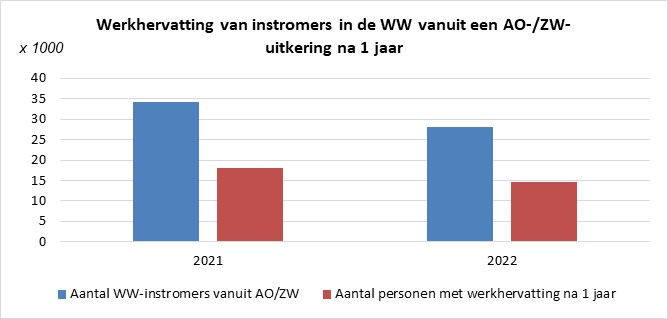 Werkhervatting van instromers in de WW vanuit een AO-/ZW-
uitkering na 1 jaar
x 1000
40
35
30
25
20
15
10
5
0
2021 2022
Aantal WW-instromers vanuit AO/ZW Aantal personen met werkhervatting na 1 jaar